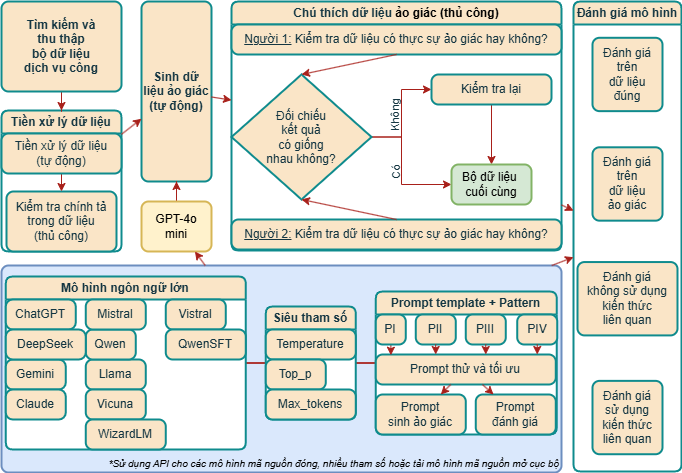 Tìm kiếm và
thu thập
bộ dữ liệu
dịch vụ công
Tiền xử lý dữ liệu
Tiền xử lý dữ liệu
(tự động)
Kiểm tra chính tả
trong dữ liệu
(thủ công)
Sinh dữ
liệu ảo giác
(tự động)
GPT-4o
mini
Chú thích dữ liệu ảo giác (thủ công)
Người 1: Kiểm tra dữ liệu có thực sự ảo giác hay không?
Đối chiếu
kết quả
có giống
nhau không?
Không
Có
Kiểm tra lại
Bộ dữ liệu
cuối cùng
Người 2: Kiểm tra dữ liệu có thực sự ảo giác hay không?
Đánh giá mô hình
Đánh giá
trên
dữ liệu
đúng
Đánh giá
trên
dữ liệu
ảo giác
Đánh giá
không sử dụng
kiến thức
liên quan
Đánh giá
sử dụng
kiến thức
liên quan
Mô hình ngôn ngữ lớn
ChatGPT
Mistral
Vistral
DeepSeek
Qwen
QwenSFT
Gemini
Llama
Claude
Vicuna
WizardLM
Siêu tham số
Temperature
Top_p
Max_tokens
Prompt template + Pattern
PI
PII
PIII
PIV
Prompt thử và tối ưu
Prompt
sinh ảo giác
Prompt
đánh giá
*Sử dụng API cho các mô hình mã nguồn đóng, nhiều tham số hoặc tải mô hình mã nguồn mở cục bộ